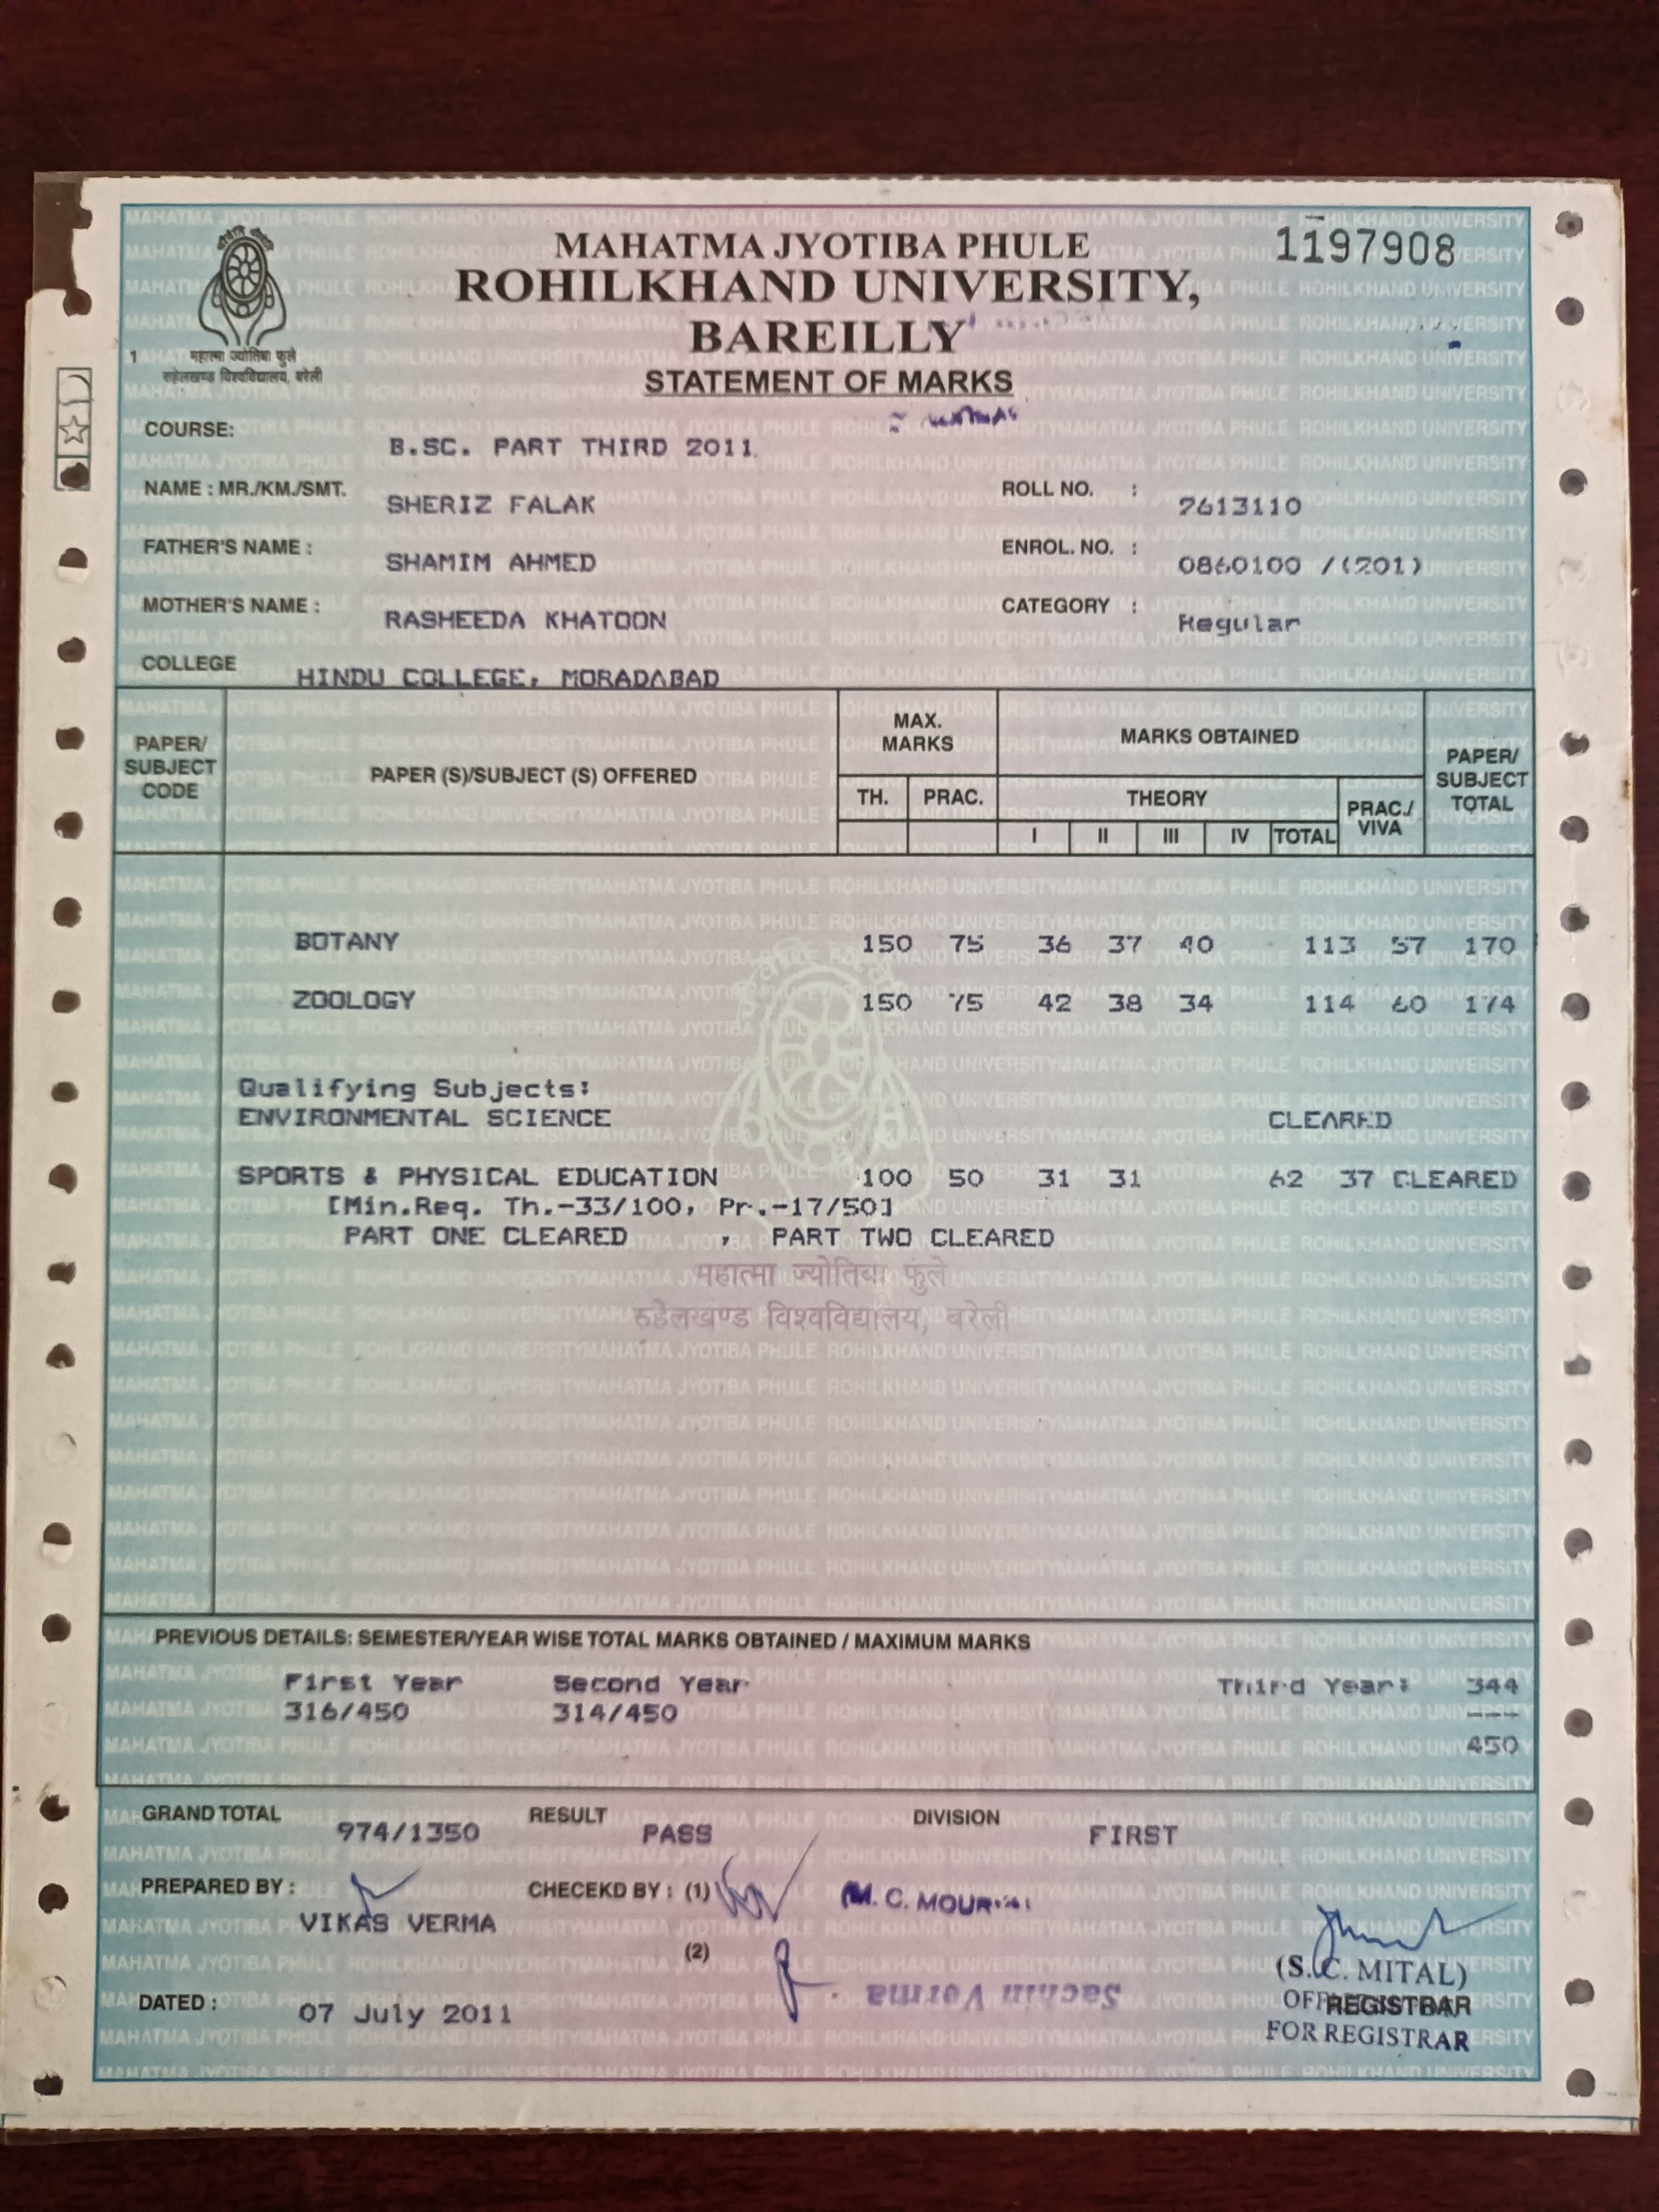 MAHATMA JYOTIBA PHULE
1197908
ROHILKHAND UNIVERSITY,
BAREILLY
महात्मा ज्योतिबा फुले
रुहेलखण्ड विश्वविद्यालय, बरेली
1
STATEMENT OF MARKS
COURSE: B.SC. PART THIRD 2011
NAME : MR./KM./SMT. SHERIZ FALAK ROLL NO. : 2613110
FATHER'S NAME : SHAMIM AHMED ENROL. NO. : 0860100 /(201)
MOTHER'S NAME : RASHEEDA KHATOON CATEGORY : Regular
COLLEGE HINDU COLLEGE, MORADABAD
PAPER/ SUBJECT CODE PAPER (S)/SUBJECT (S) OFFERED MAX. MARKS MARKS OBTAINED PAPER/ SUBJECT TOTAL
TH. PRAC. THEORY PRAC./ VIVA
I II III IV TOTAL
BOTANY 150 75 36 37 40 113 57 170
ZOOLOGY 150 75 42 38 34 114 60 174
Qualifying Subjects:
ENVIRONMENTAL SCIENCE CLEARED
SPORTS & PHYSICAL EDUCATION 100 50 31 31 62 37 CLEARED
[Min.Req. Th.-33/100, Pr.-17/50]
PART ONE CLEARED , PART TWO CLEARED
महात्मा ज्योतिबा फुले
रुहेलखण्ड विश्वविद्यालय, बरेली
PREVIOUS DETAILS: SEMESTER/YEAR WISE TOTAL MARKS OBTAINED / MAXIMUM MARKS
First Year Second Year Third Year: 344
316/450 314/450 ---
450
GRAND TOTAL 974/1350 RESULT PASS DIVISION FIRST
PREPARED BY : CHECEKD BY : (1) (M. C.
VIKAS VERMA
(2) Sachin Verma
(S. C. MITAL)
DATED : 07 July 2011
REGISTRAR
FOR REGISTRAR